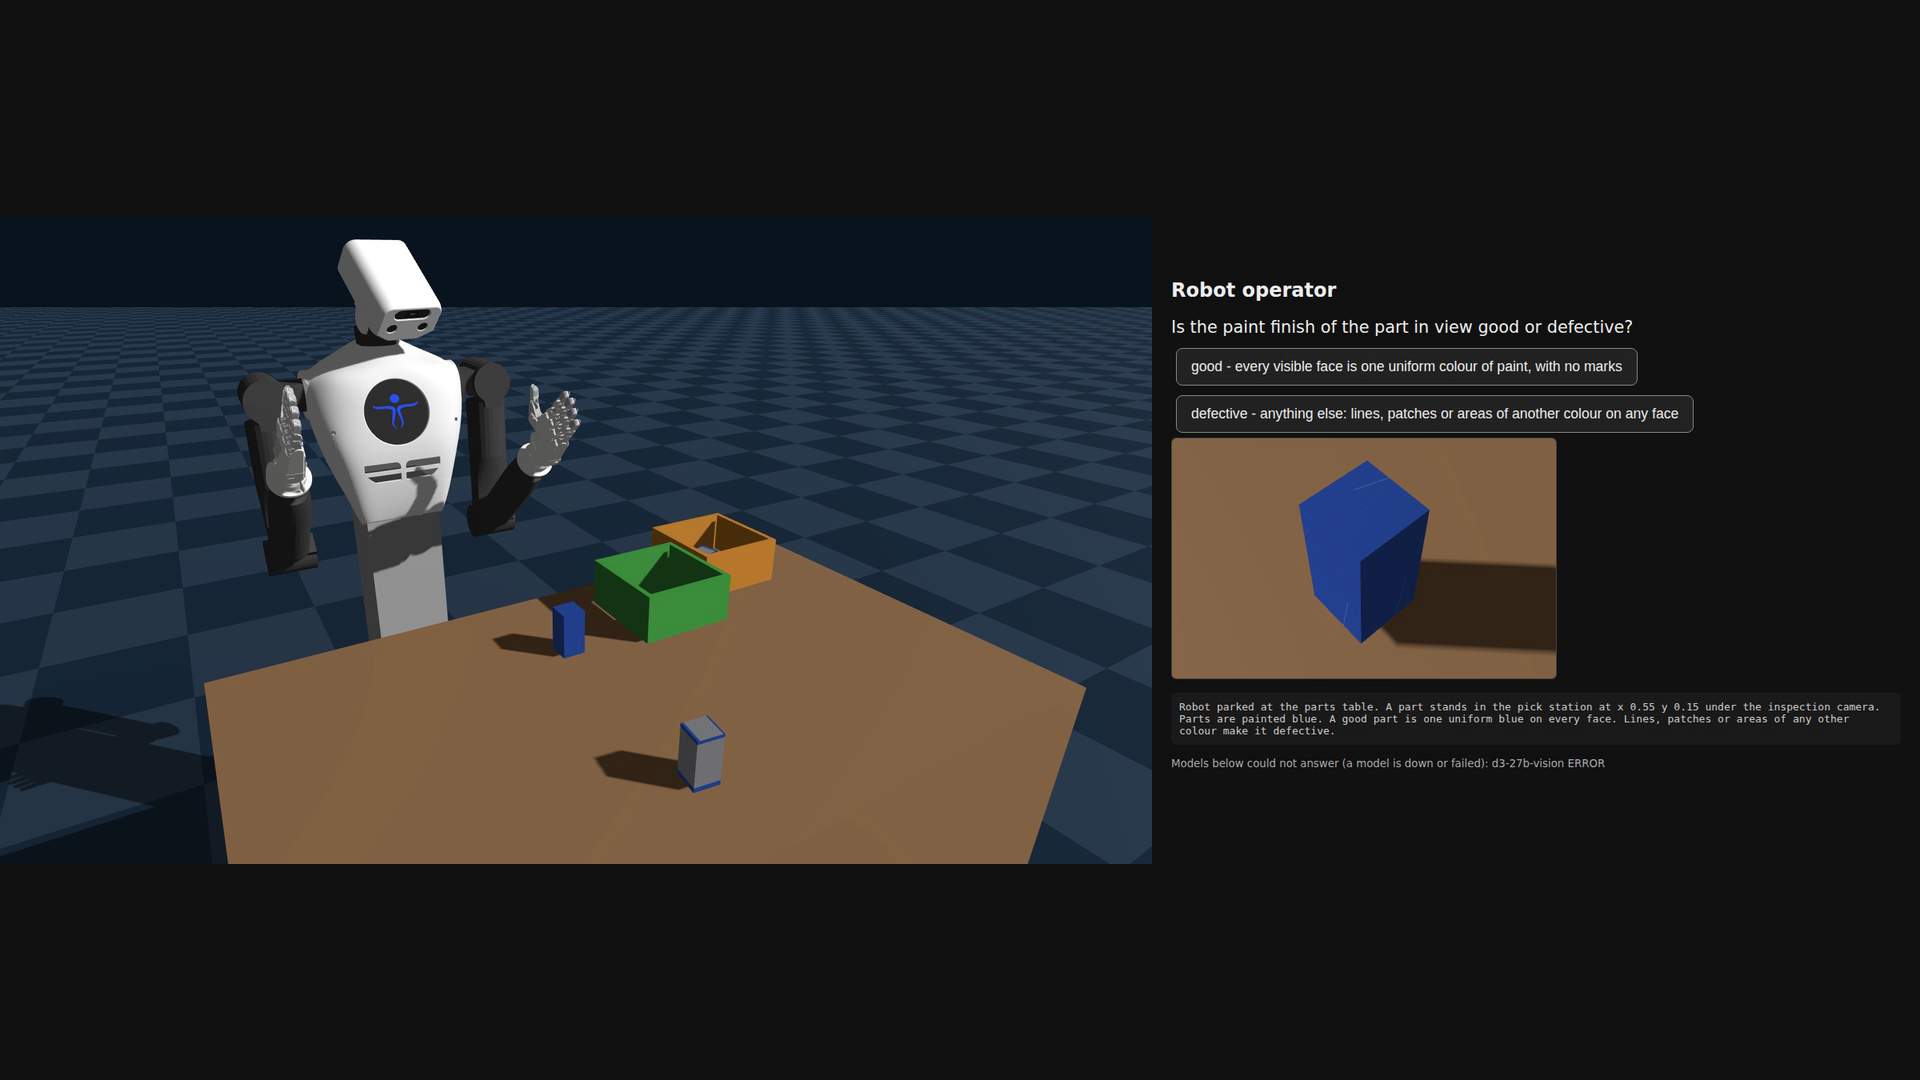 Robot operator
Is the paint finish of the part in view good or defective?
good - every visible face is one uniform colour of paint, with no marks
defective - anything else: lines, patches or areas of another colour on any face
Robot parked at the parts table. A part stands in the pick station at x 0.55 y 0.15 under the inspection camera.
Parts are painted blue. A good part is one uniform blue on every face. Lines, patches or areas of any other
colour make it defective.
Models below could not answer (a model is down or failed): d3-27b-vision ERROR